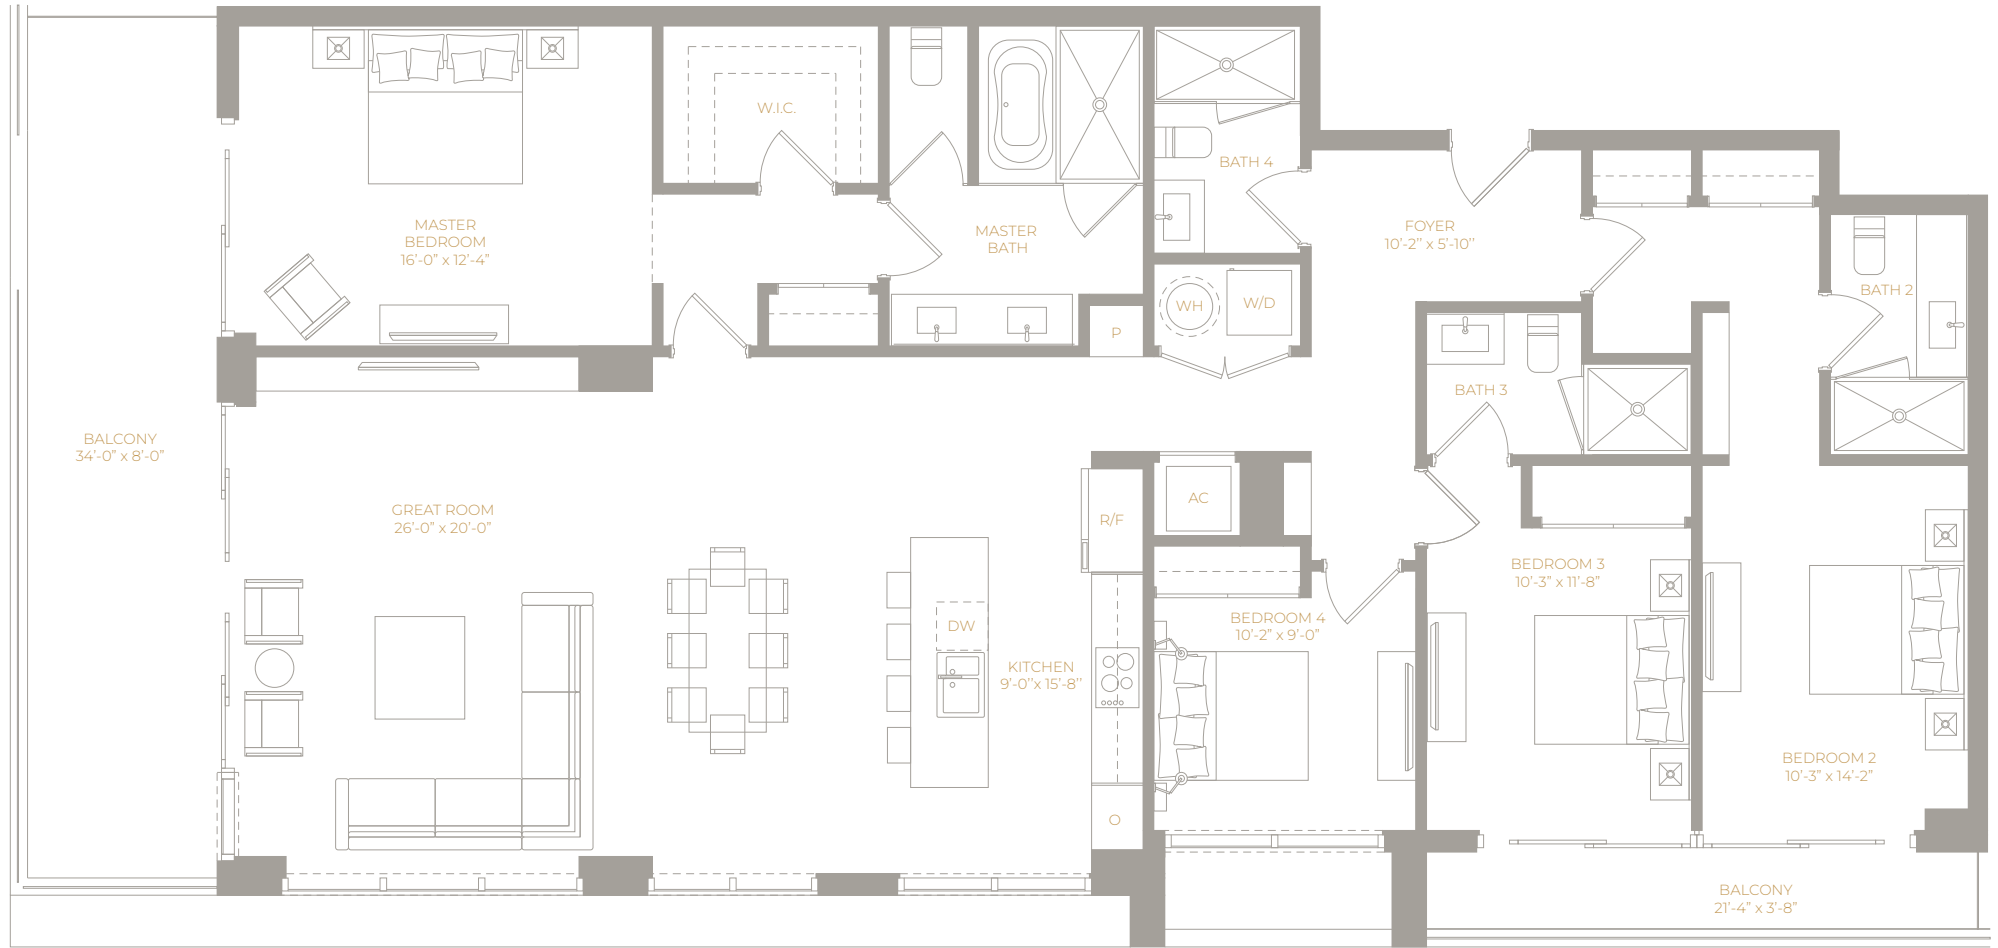 W.I.C.
BATH 4
MASTER
BEDROOM
16'-0" x 12'-4"
MASTER
BATH
FOYER
10'-2'' x 5'-10''
BATH 2
WH
W/D
P
BATH 3
BALCONY
34'-0" x 8'-0"
GREAT ROOM
26'-0" x 20'-0"
R/F
AC
BEDROOM 3
10'-3" x 11'-8"
DW
BEDROOM 4
10'-2" x 9'-0"
KITCHEN
9'-0''x 15'-8''
BEDROOM 2
10'-3" x 14'-2"
O
BALCONY
21'-4" x 3'-8"